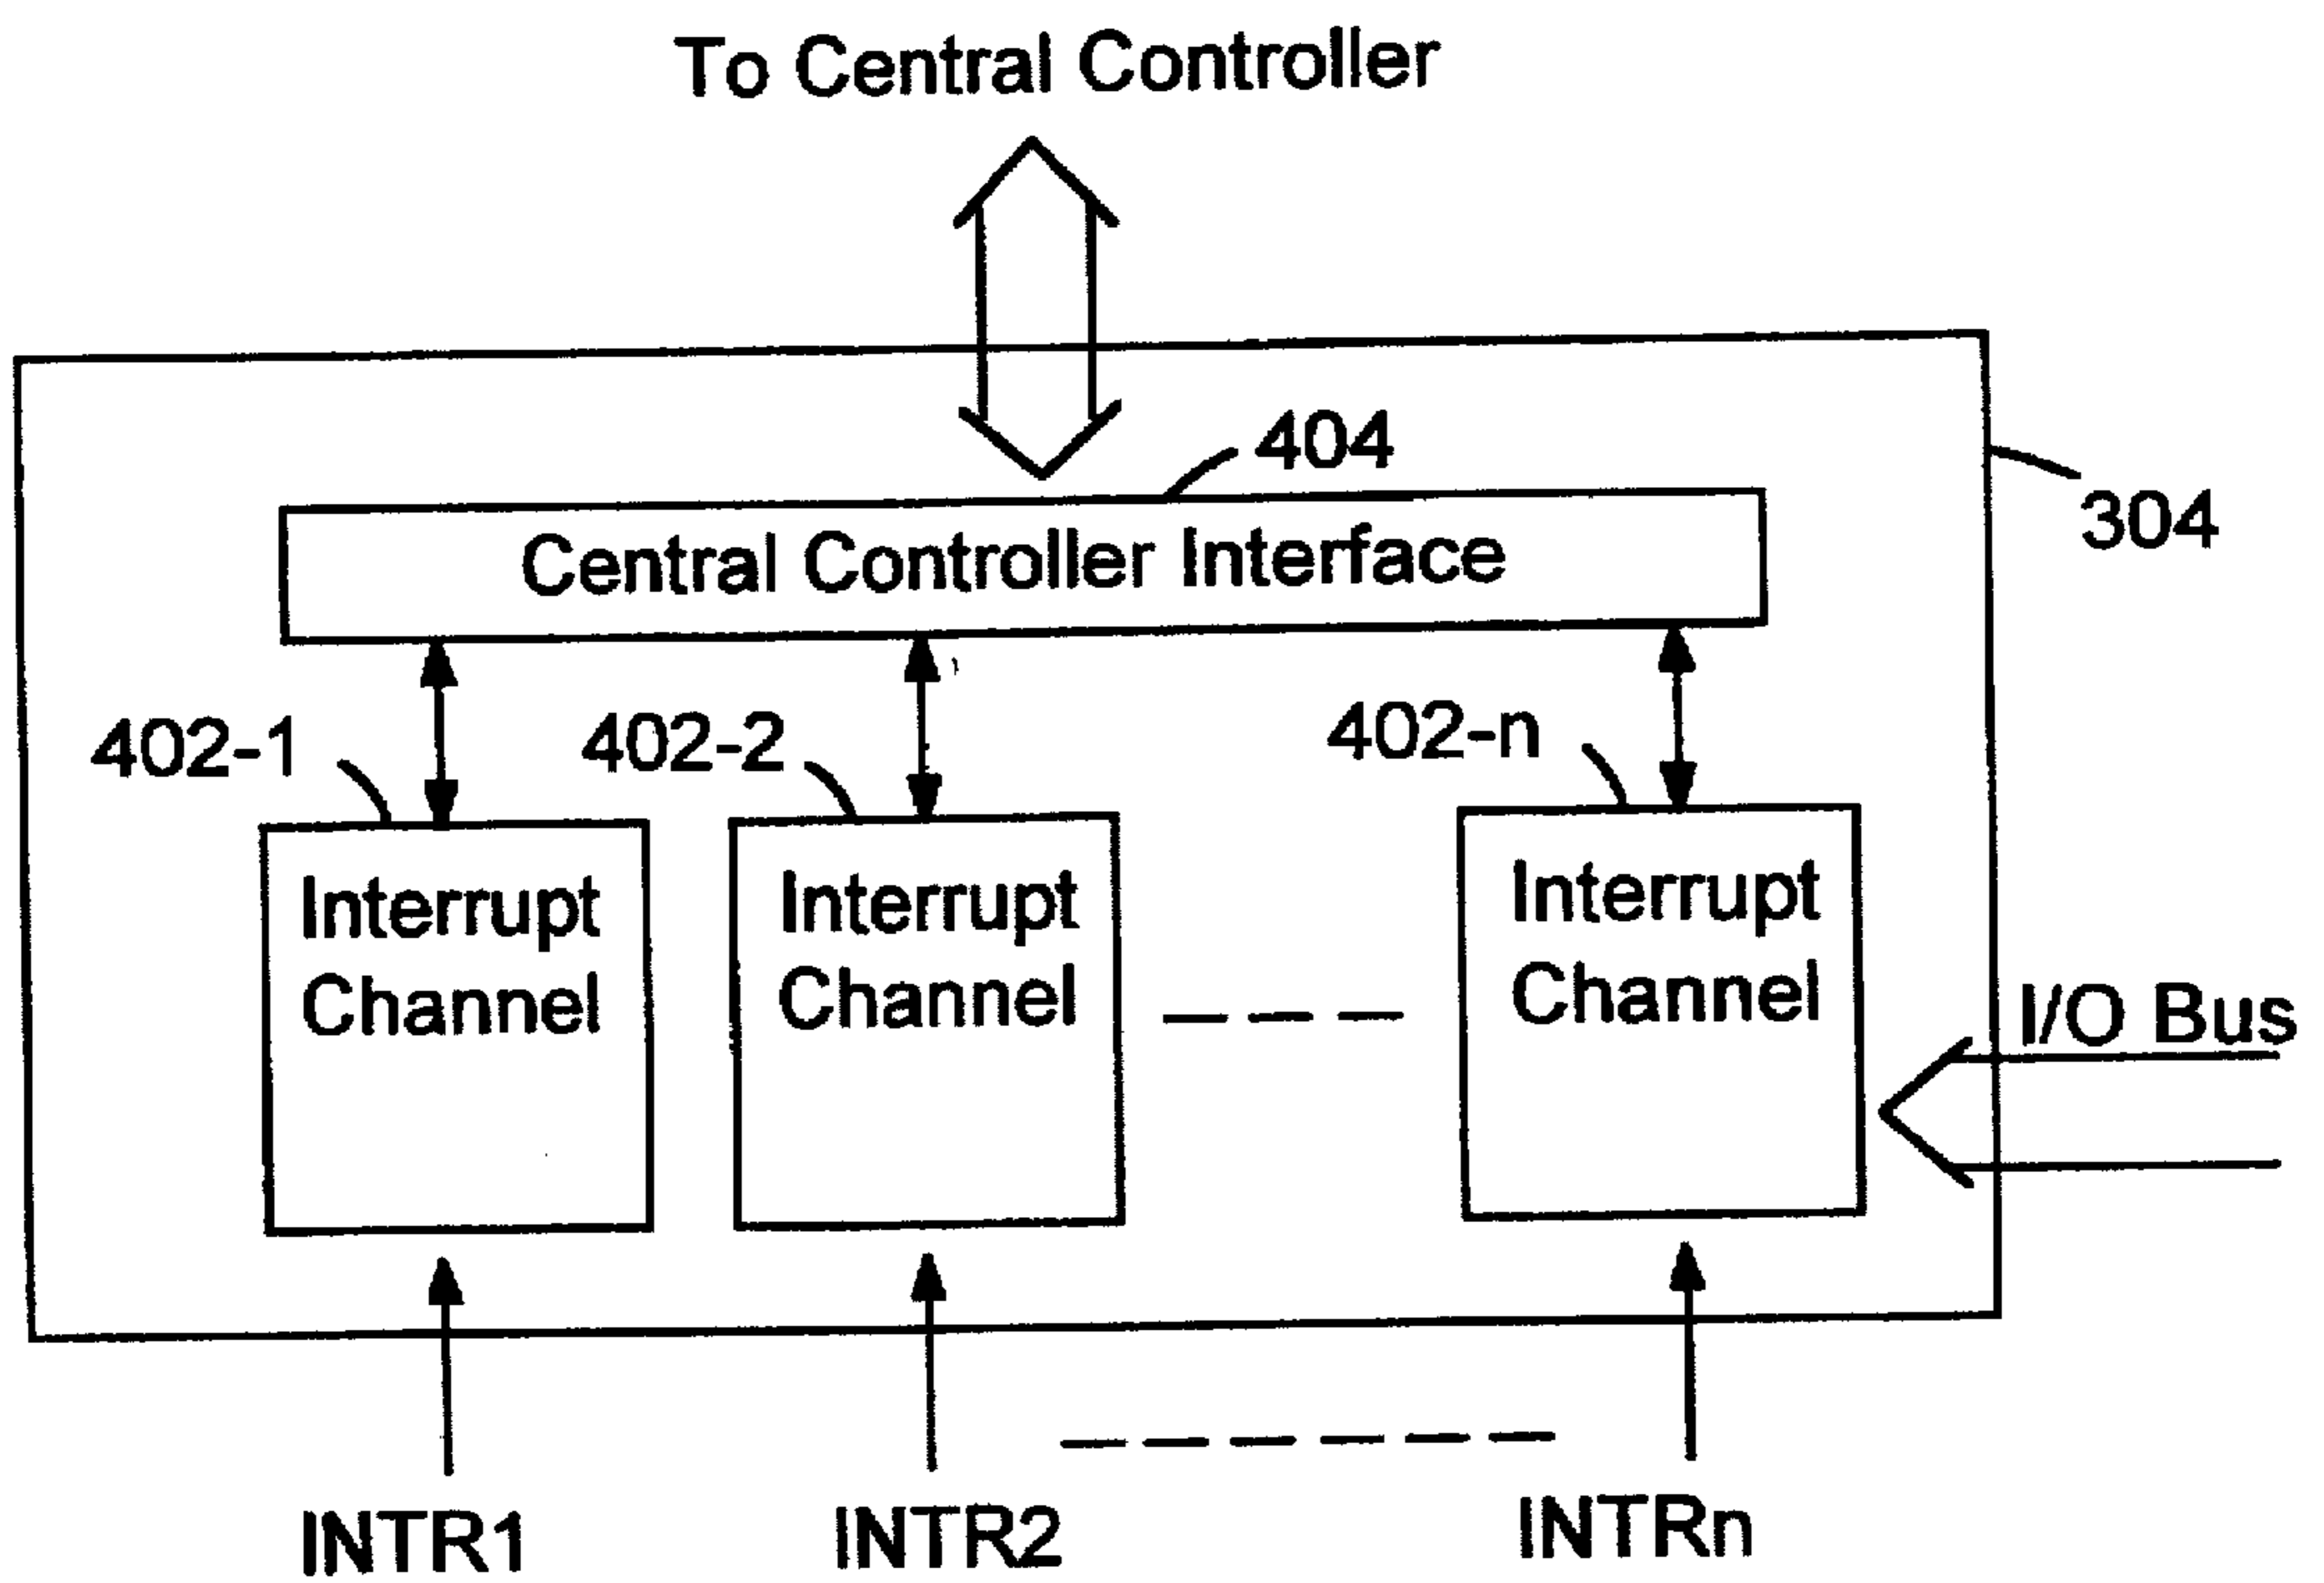 To Central Controller
404
304
Central Controller Interface
402-1
402-2
402-n
Interrupt
Channel
Interrupt
Channel
Interrupt
Channel
I/O Bus
INTR1
INTR2
INTRn